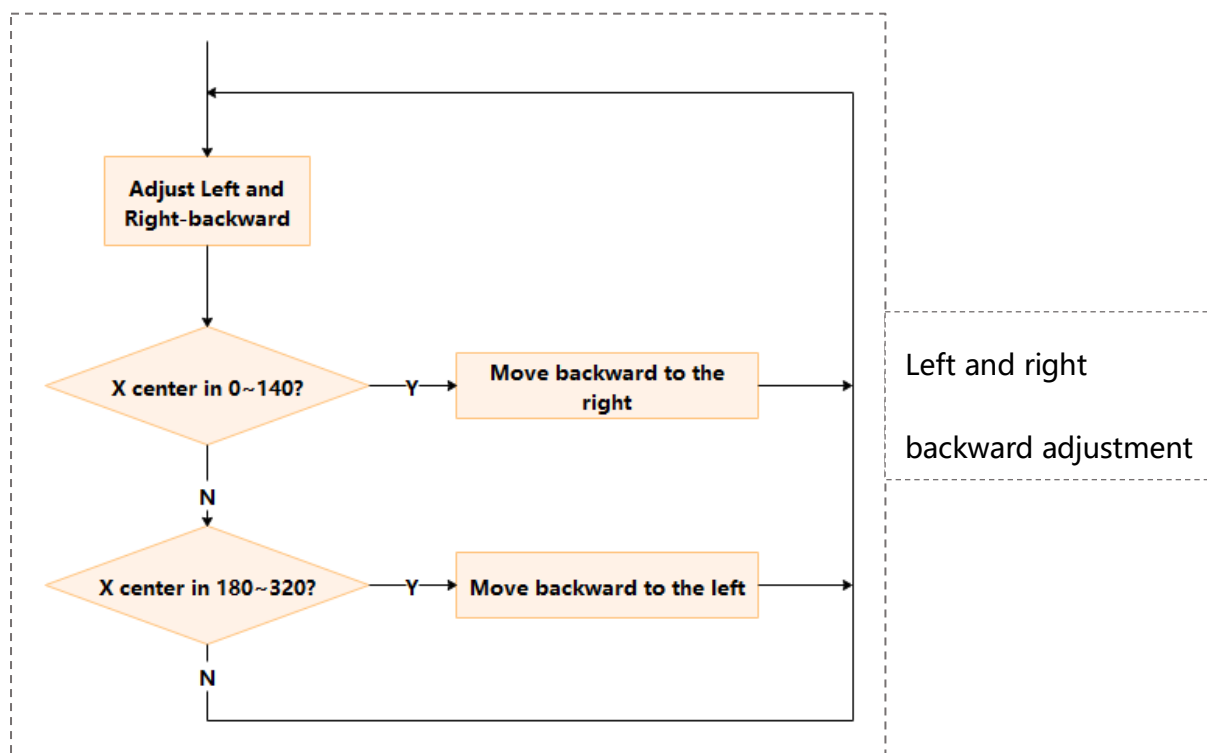 Adjust Left and
Right-backward
X center in 0~140?
Y
Move backward to the
right
Left and right
backward adjustment
N
X center in 180~320?
Y
Move backward to the left
N